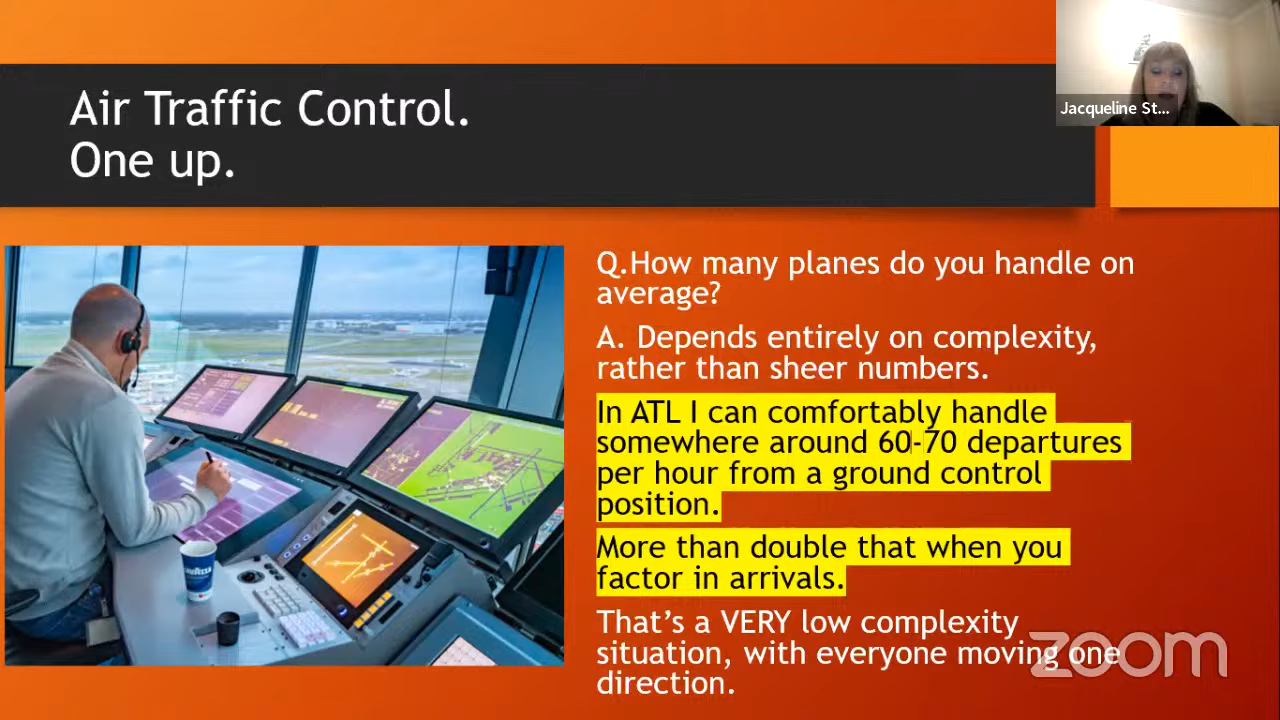 Air Traffic Control.
One up.
Jacqueline St...
Q.How many planes do you handle on
average?
A. Depends entirely on complexity,
rather than sheer numbers.
In ATL I can comfortably handle
somewhere around 60-70 departures
per hour from a ground control
position.
More than double that when you
factor in arrivals.
That's a VERY low complexity
situation, with everyone moving one
direction.
zoom
LAVAZZA